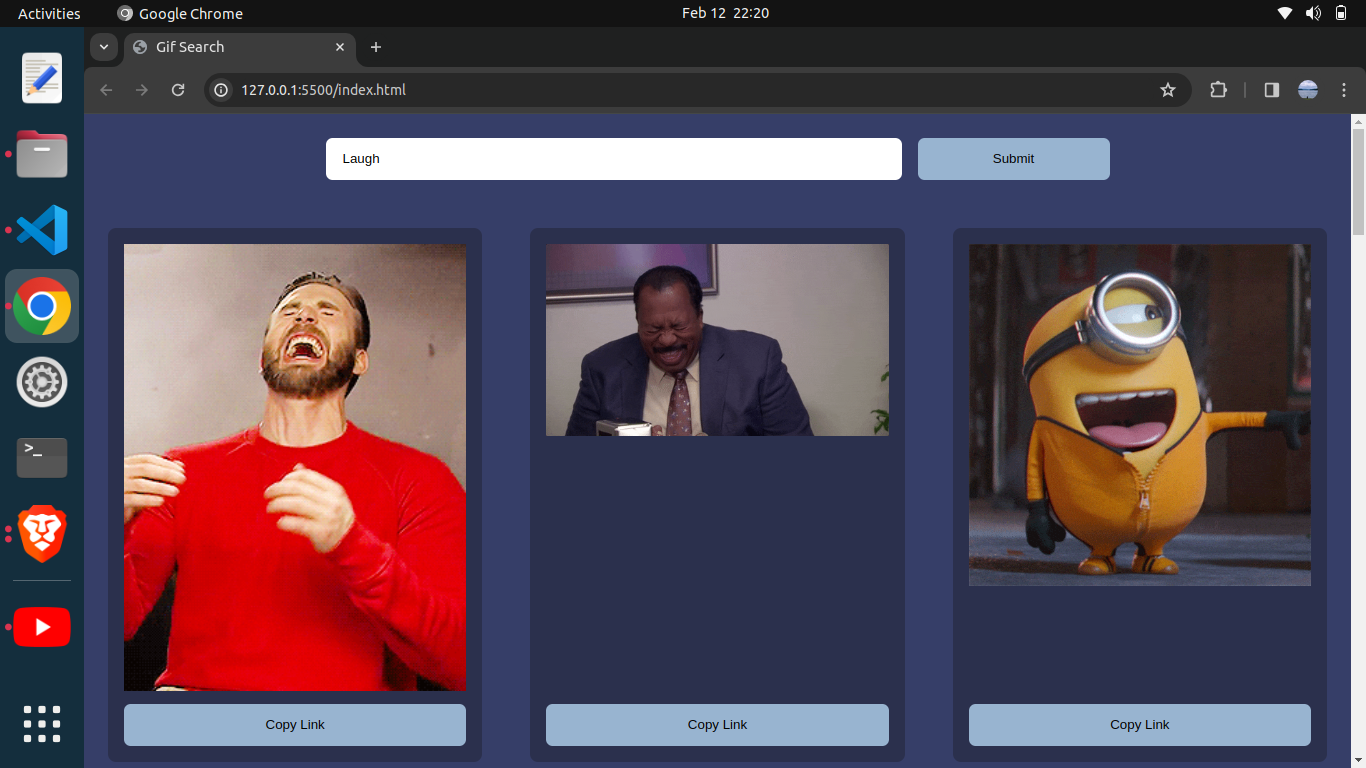 Activities Google Chrome Feb 12 22:20
Gif Search
127.0.0.1:5500/index.html
Laugh Submit
>_
Copy Link Copy Link Copy Link